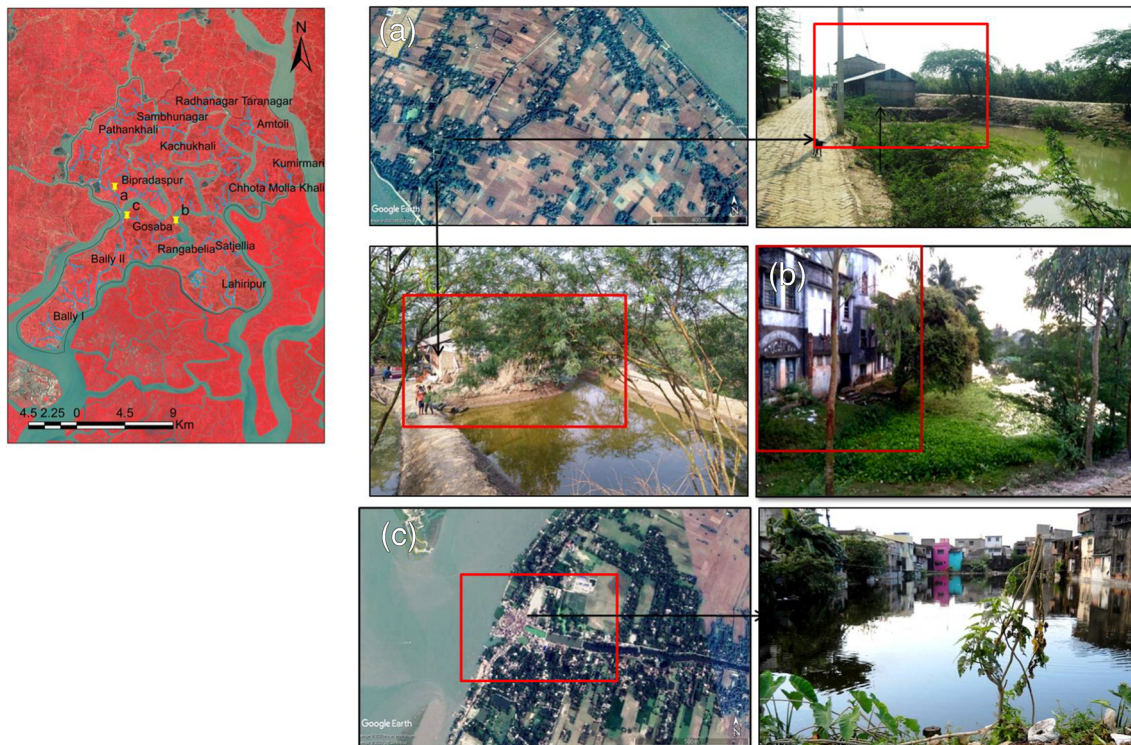 N
Radhanagar Taranagar
Sambhunagar
Pathankhali
Amtoli
Kachukhali
Kumirmari
Bipradaspur
Chhota Molla Khali
a
c
b
Gosaba
Rangabelia
Satjellia
Bally II
Lahiripur
Bally I
4.5 2.25 0 4.5 9
Km
(a)
Google Earth
N
(b)
(c)
Google Earth
N